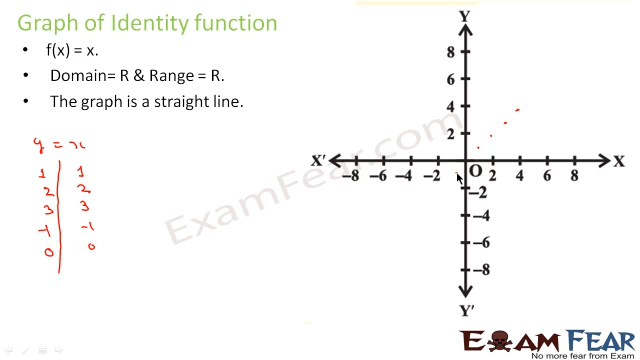 Graph of Identity function
• f(x) = x.
• Domain= R & Range = R.
• The graph is a straight line.
y = x
1 1
2 2
3 3
-1 -1
0 0
Y
8
6
4
2
X' -8 -6 -4 -2 O 2 4 6 8 X
-2
-4
-6
-8
Y'
ExamFear.com
EXAM FEAR
No more fear from Exam